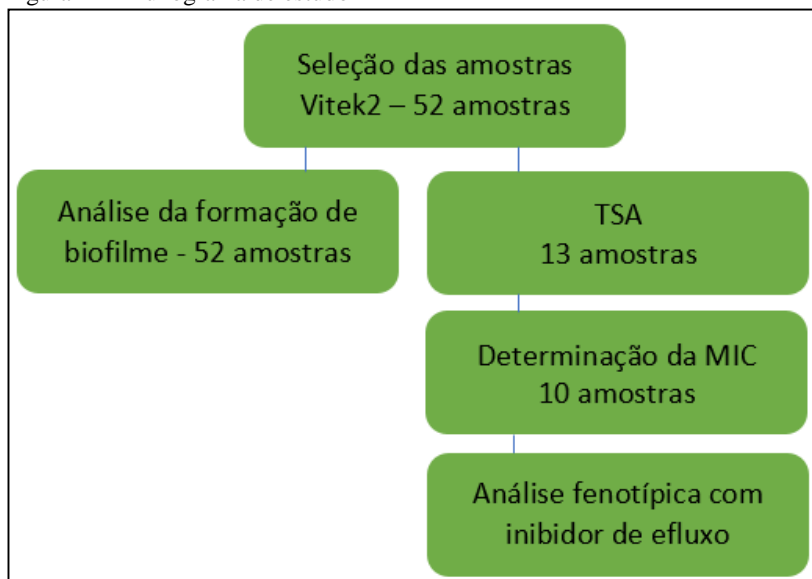 Seleção das amostras
Vitek2 – 52 amostras
Análise da formação de
biofilme - 52 amostras
TSA
13 amostras
Determinação da MIC
10 amostras
Análise fenotípica com
inibidor de efluxo